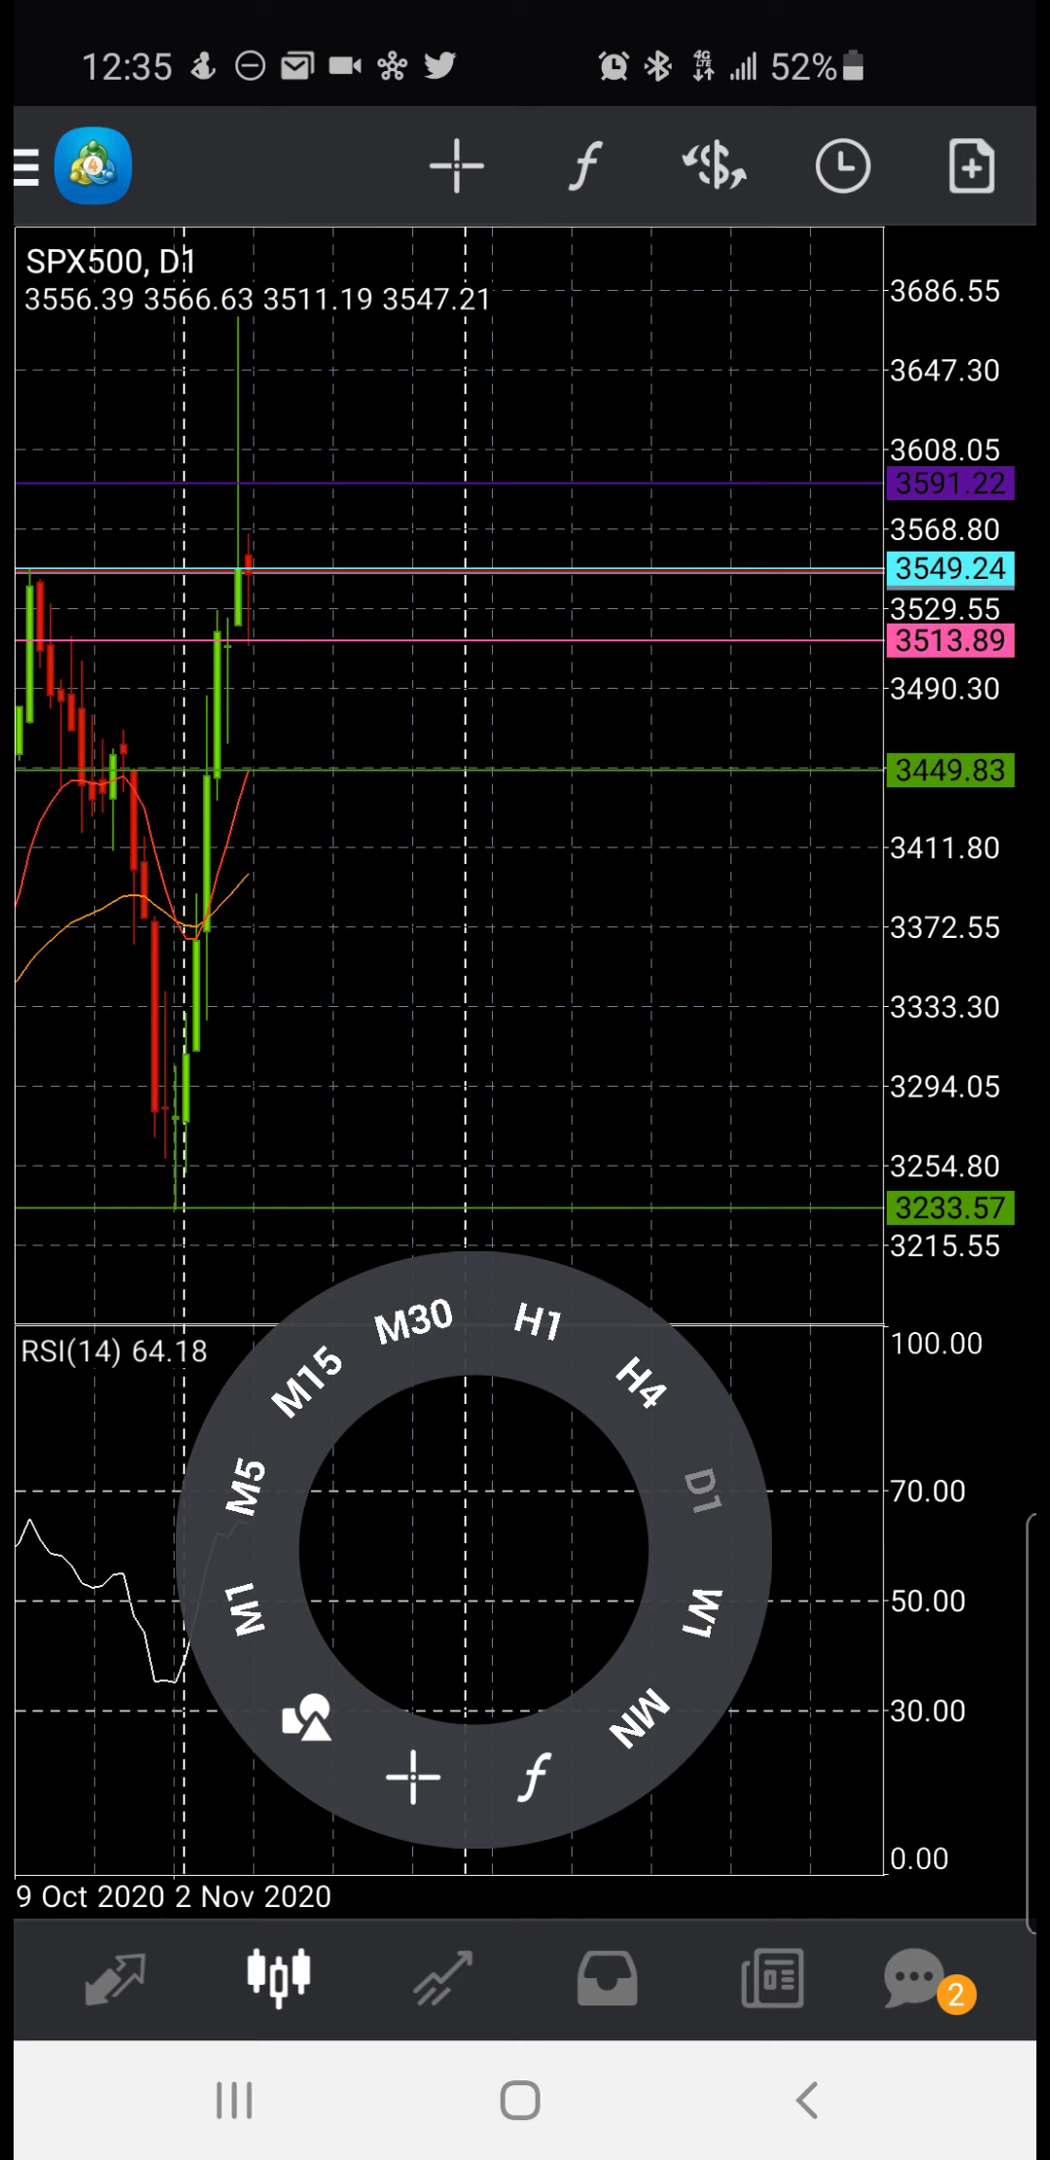 12:35
4G LTE
52%
4
SPX500, D1
3556.39 3566.63 3511.19 3547.21
3686.55
3647.30
3608.05
3591.22
3568.80
3549.24
3529.55
3513.89
3490.30
3449.83
3411.80
3372.55
3333.30
3294.05
3254.80
3233.57
3215.55
RSI(14) 64.18
100.00
70.00
50.00
30.00
0.00
M1
M5
M15
M30
H1
H4
D1
W1
MN
f
9 Oct 2020 2 Nov 2020
2